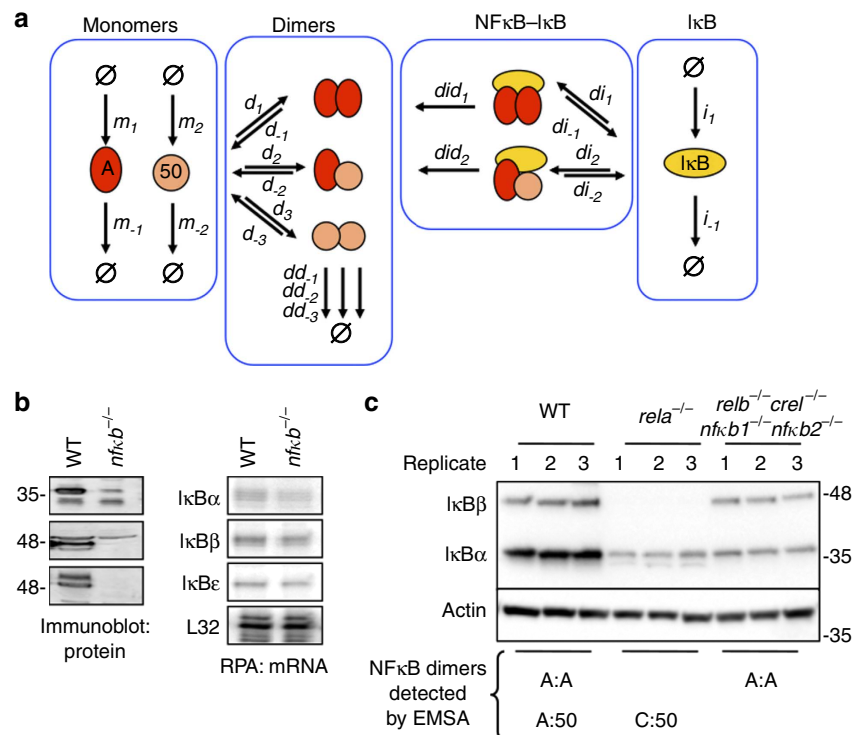 a
Monomers
Dimers
NFκB–IκB
IκB
∅ ∅
m1 m2
A 50
m-1 m-2
∅ ∅
d1
d-1
d2
d-2
d3
d-3
dd-1
dd-2
dd-3
∅
did1
di1
di-1
did2
di2
di-2
∅
i1
IκB
i-1
∅
b
WT nfκb−/−
35-
48-
48-
Immunoblot:
protein
WT nfκb−/−
IκBα
IκBβ
IκBε
L32
RPA: mRNA
c
WT rela−/− relb−/−crel−/−
nfκb1−/−nfκb2−/−
Replicate 1 2 3 1 2 3 1 2 3
IκBβ -48
IκBα -35
Actin
-35
NFκB dimers
detected
by EMSA
A:A A:A
A:50 C:50